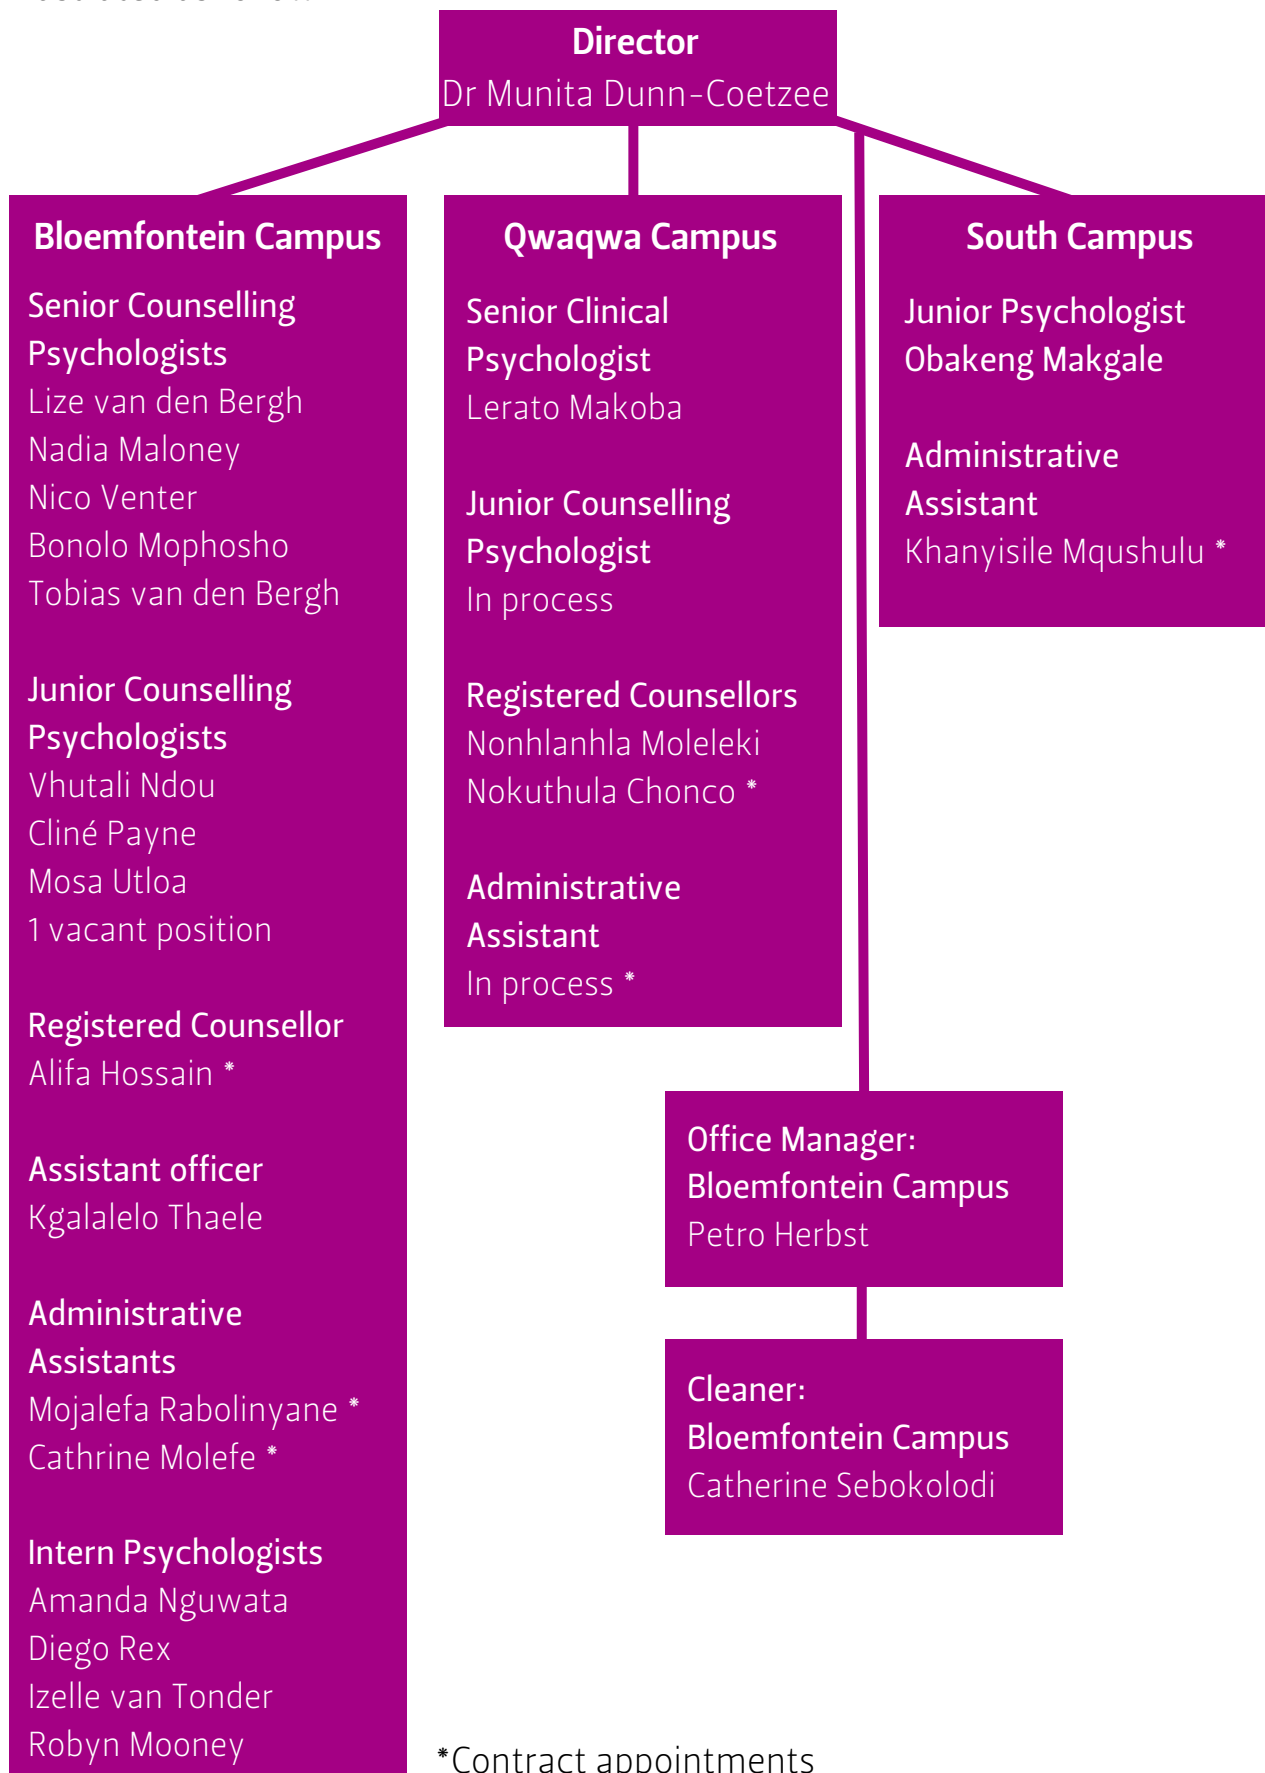 Director
Dr Munita Dunn-Coetzee
Bloemfontein Campus
Senior Counselling
Psychologists
Lize van den Bergh
Nadia Maloney
Nico Venter
Bonolo Mophosho
Tobias van den Bergh
Junior Counselling
Psychologists
Vhutali Ndou
Cliné Payne
Mosa Utloa
1 vacant position
Registered Counsellor
Alifa Hossain *
Assistant officer
Kgalalelo Thaele
Administrative
Assistants
Mojalefa Rabolinyane *
Cathrine Molefe *
Intern Psychologists
Amanda Nguwata
Diego Rex
Izelle van Tonder
Robyn Mooney
Qwaqwa Campus
Senior Clinical
Psychologist
Lerato Makoba
Junior Counselling
Psychologist
In process
Registered Counsellors
Nonhlanhla Moleleki
Nokuthula Chonco *
Administrative
Assistant
In process *
South Campus
Junior Psychologist
Obakeng Makgale
Administrative
Assistant
Khanyisile Mqushulu *
Office Manager:
Bloemfontein Campus
Petro Herbst
Cleaner:
Bloemfontein Campus
Catherine Sebokolodi
*Contract appointments